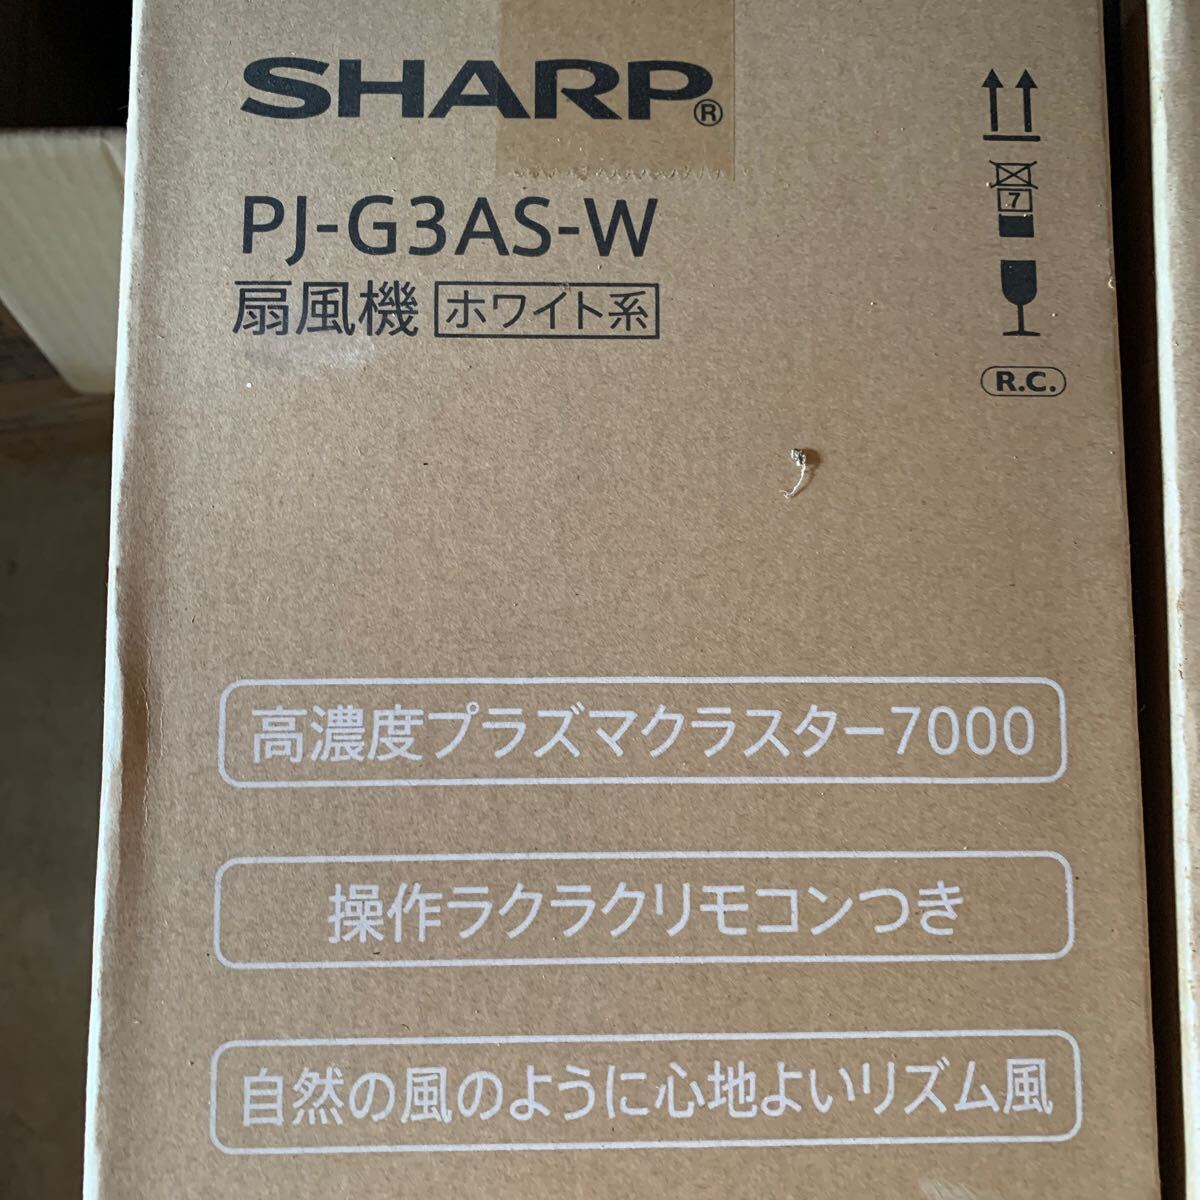 SHARP®
PJ-G3AS-W
扇風機 ホワイト系
7
R.C.
高濃度プラズマクラスター7000
操作ラクラクリモコンつき
自然の風のように心地よいリズム風